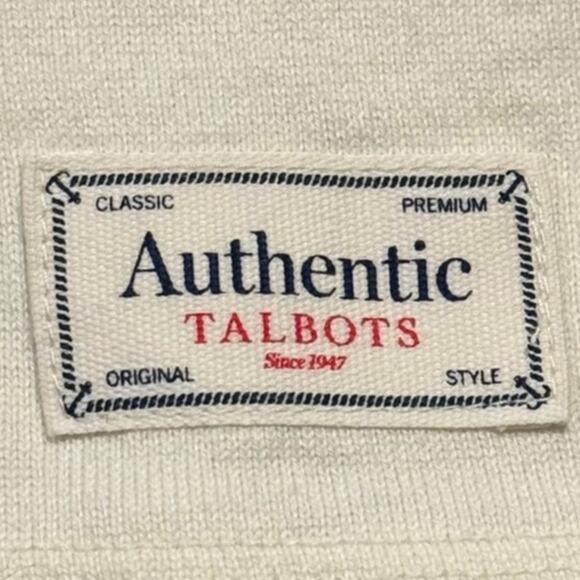 CLASSIC PREMIUM
Authentic
TALBOTS
Since 1947
ORIGINAL STYLE